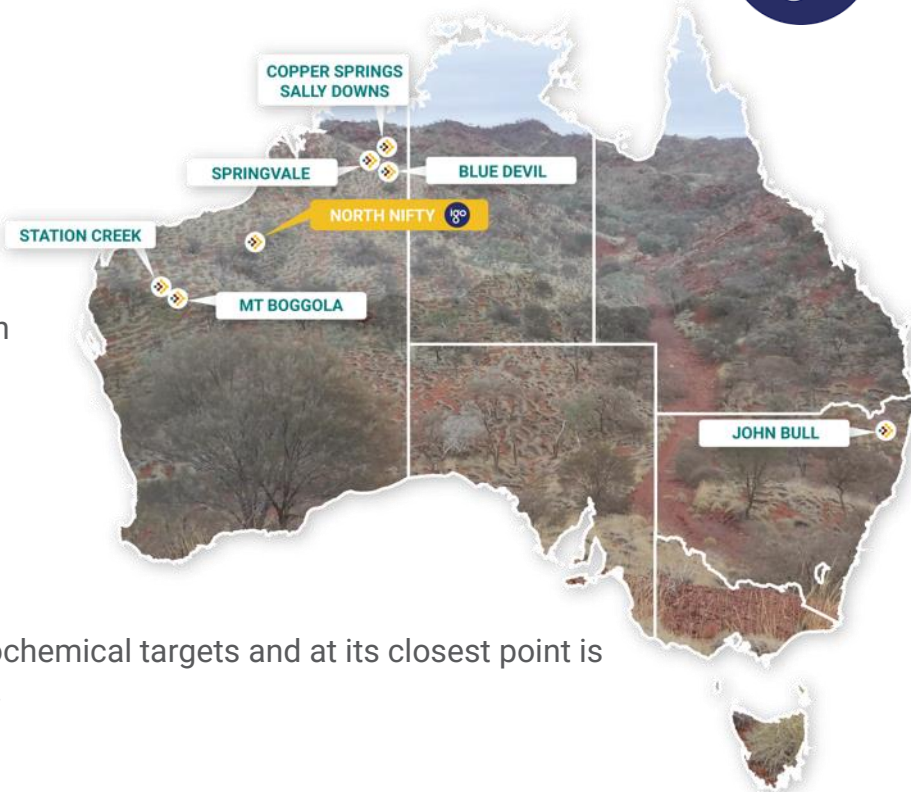 COPPER SPRINGS
SALLY DOWNS
SPRINGVALE
BLUE DEVIL
NORTH NIFTY igo
STATION CREEK
MT BOGGOLA
JOHN BULL
ochemical targets and at its closest point is